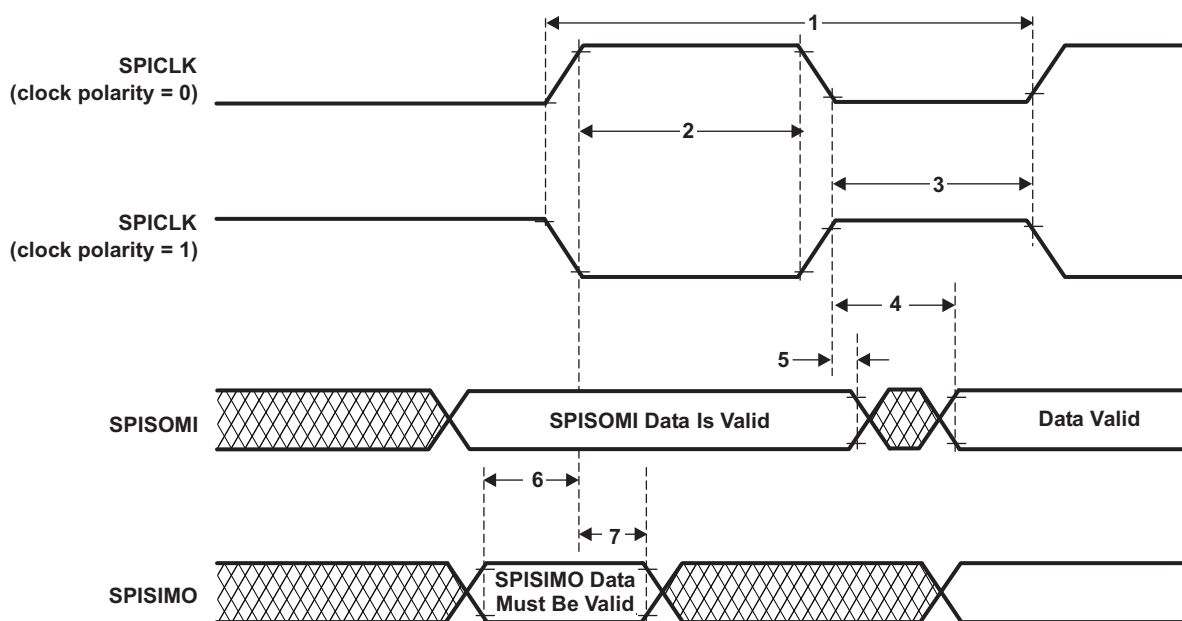 1
SPICLK
(clock polarity = 0)
2
3
SPICLK
(clock polarity = 1)
4
5
SPISOMI
SPISOMI Data Is Valid
Data Valid
6
7
SPISIMO
SPISIMO Data
Must Be Valid